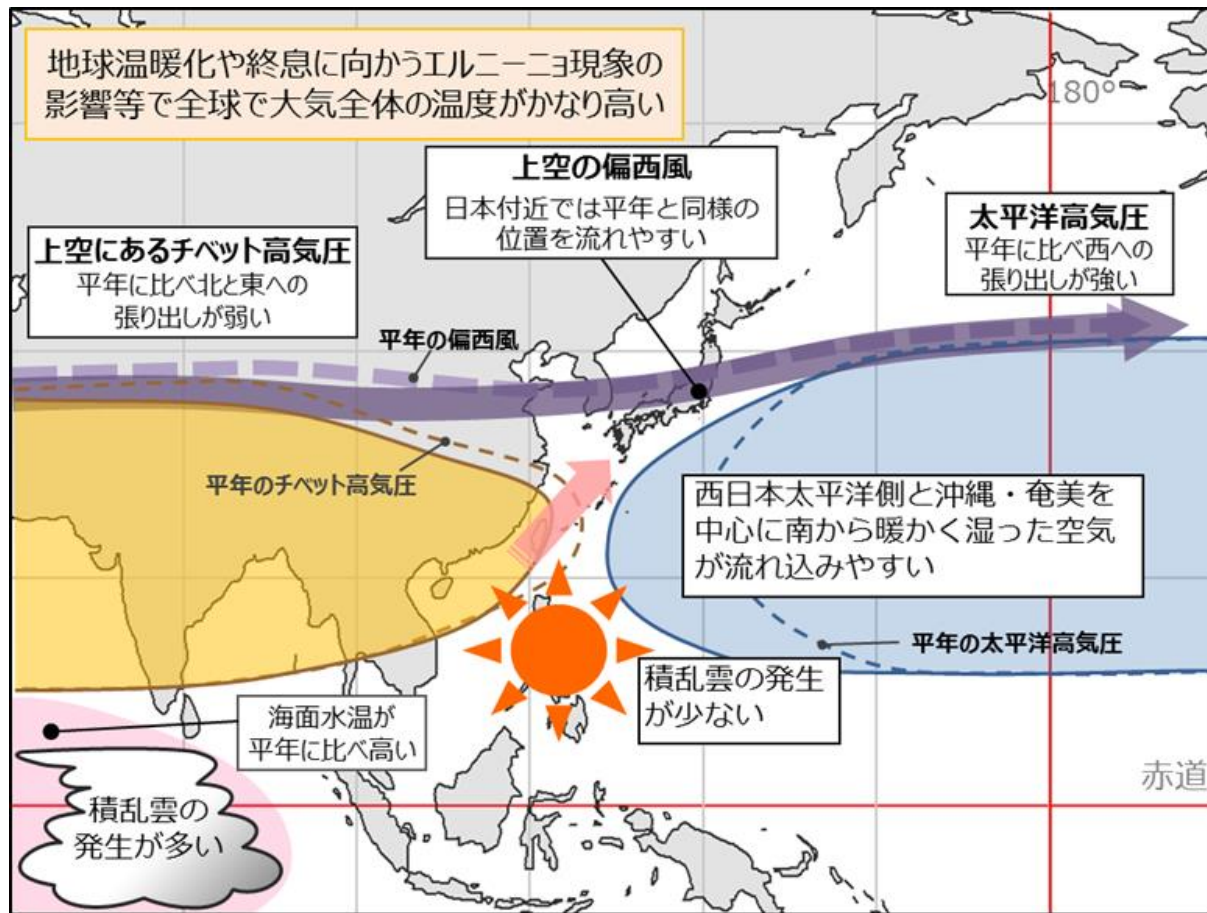 地球温暖化や終息に向かうエルニーニョ現象の
影響等で全球で大気全体の温度がかなり高い
180°
上空の偏西風
日本付近では平年と同様の
位置を流れやすい
太平洋高気圧
平年に比べ西への
張り出しが強い
上空にあるチベット高気圧
平年に比べ北と東への
張り出しが弱い
平年の偏西風
平年のチベット高気圧
西日本太平洋側と沖縄・奄美を
中心に南から暖かく湿った空気
が流れ込みやすい
平年の太平洋高気圧
積乱雲の発生
が少ない
海面水温が
平年に比べ高い
赤道
積乱雲の
発生が多い